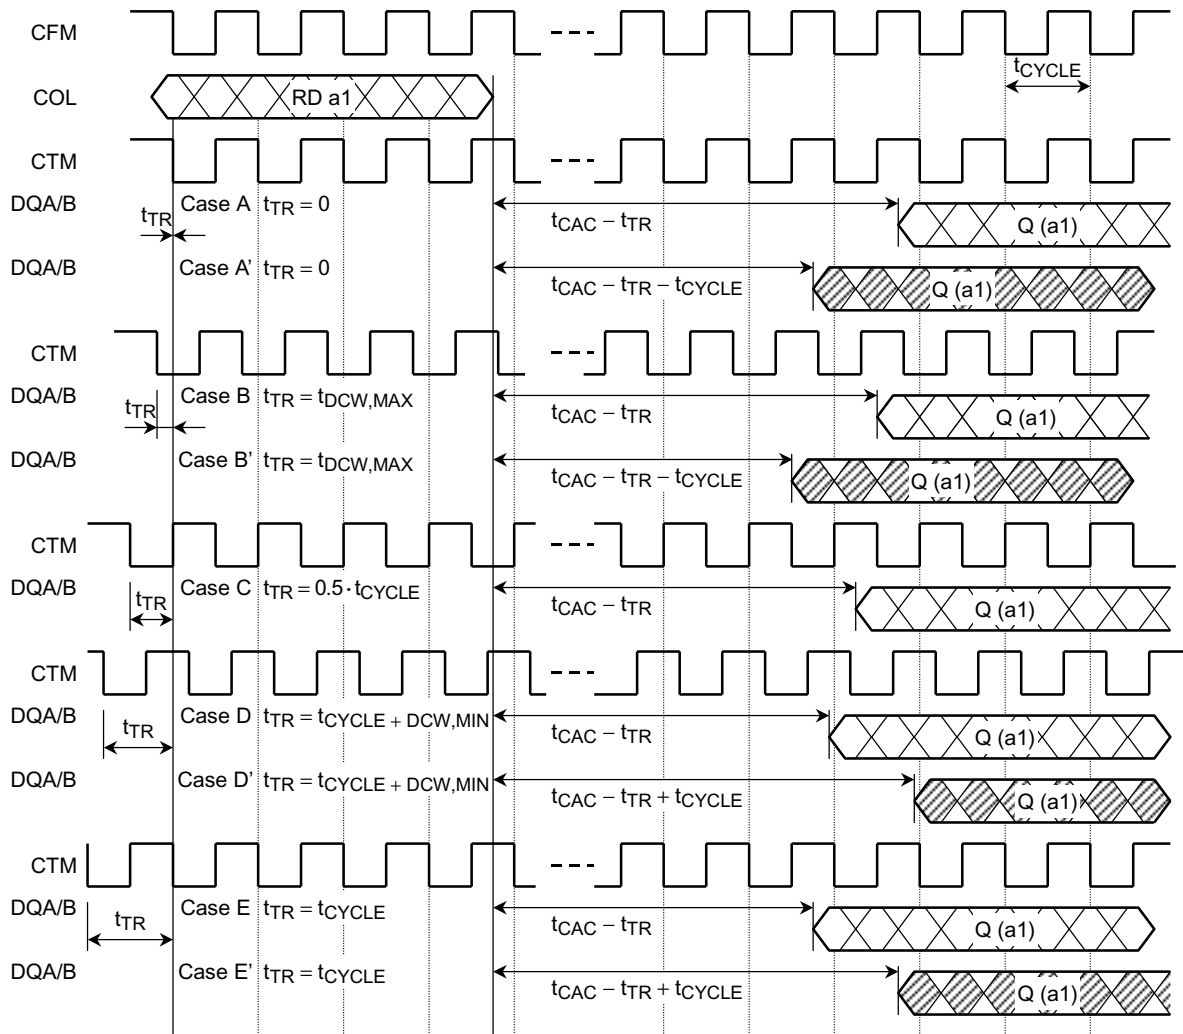 CFM
tCYCLE
COL RD a1
CTM
DQA/B Case A tTR = 0
tTR tCAC − tTR Q (a1)
DQA/B Case A’ tTR = 0
tCAC − tTR − tCYCLE Q (a1)
CTM
DQA/B Case B tTR = tDCW,MAX
tTR tCAC − tTR Q (a1)
DQA/B Case B’ tTR = tDCW,MAX
tCAC − tTR − tCYCLE Q (a1)
CTM
DQA/B Case C tTR = 0.5 · tCYCLE
tTR tCAC − tTR Q (a1)
CTM
DQA/B Case D tTR = tCYCLE + DCW,MIN
tTR tCAC − tTR Q (a1)
DQA/B Case D’ tTR = tCYCLE + DCW,MIN
tCAC − tTR + tCYCLE Q (a1)
CTM
DQA/B Case E tTR = tCYCLE
tTR tCAC − tTR Q (a1)
DQA/B Case E’ tTR = tCYCLE
tCAC − tTR + tCYCLE Q (a1)